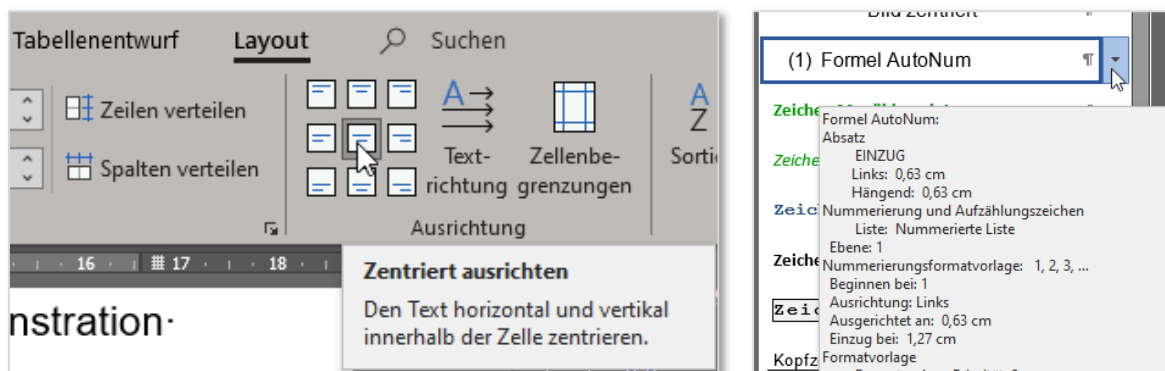 Tabellenentwurf Layout Suchen
Zeilen verteilen
Spalten verteilen
Text-
richtung
Zellenbe-
grenzungen
A
Z
Sorti
Ausrichtung
16 17 18
Zentriert ausrichten
Den Text horizontal und vertikal
innerhalb der Zelle zentrieren.
nstration·
Bild zentriert
(1) Formel AutoNum ¶
Zeiche
Zeiche
Zeic
Zeiche
Zeic
Kopfz
Formel AutoNum:
Absatz
EINZUG
Links: 0,63 cm
Hängend: 0,63 cm
Nummerierung und Aufzählungszeichen
Liste: Nummerierte Liste
Ebene: 1
Nummerierungsformatvorlage: 1, 2, 3, ...
Beginnen bei: 1
Ausrichtung: Links
Ausgerichtet an: 0,63 cm
Einzug bei: 1,27 cm
Formatvorlage